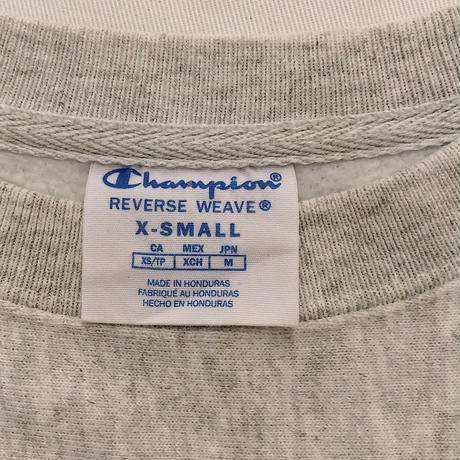 Champion®
REVERSE WEAVE®
X-SMALL
CA MEX JPN
XS/TP XCH M
MADE IN HONDURAS
FABRIQUÉ AU HONDURAS
HECHO EN HONDURAS